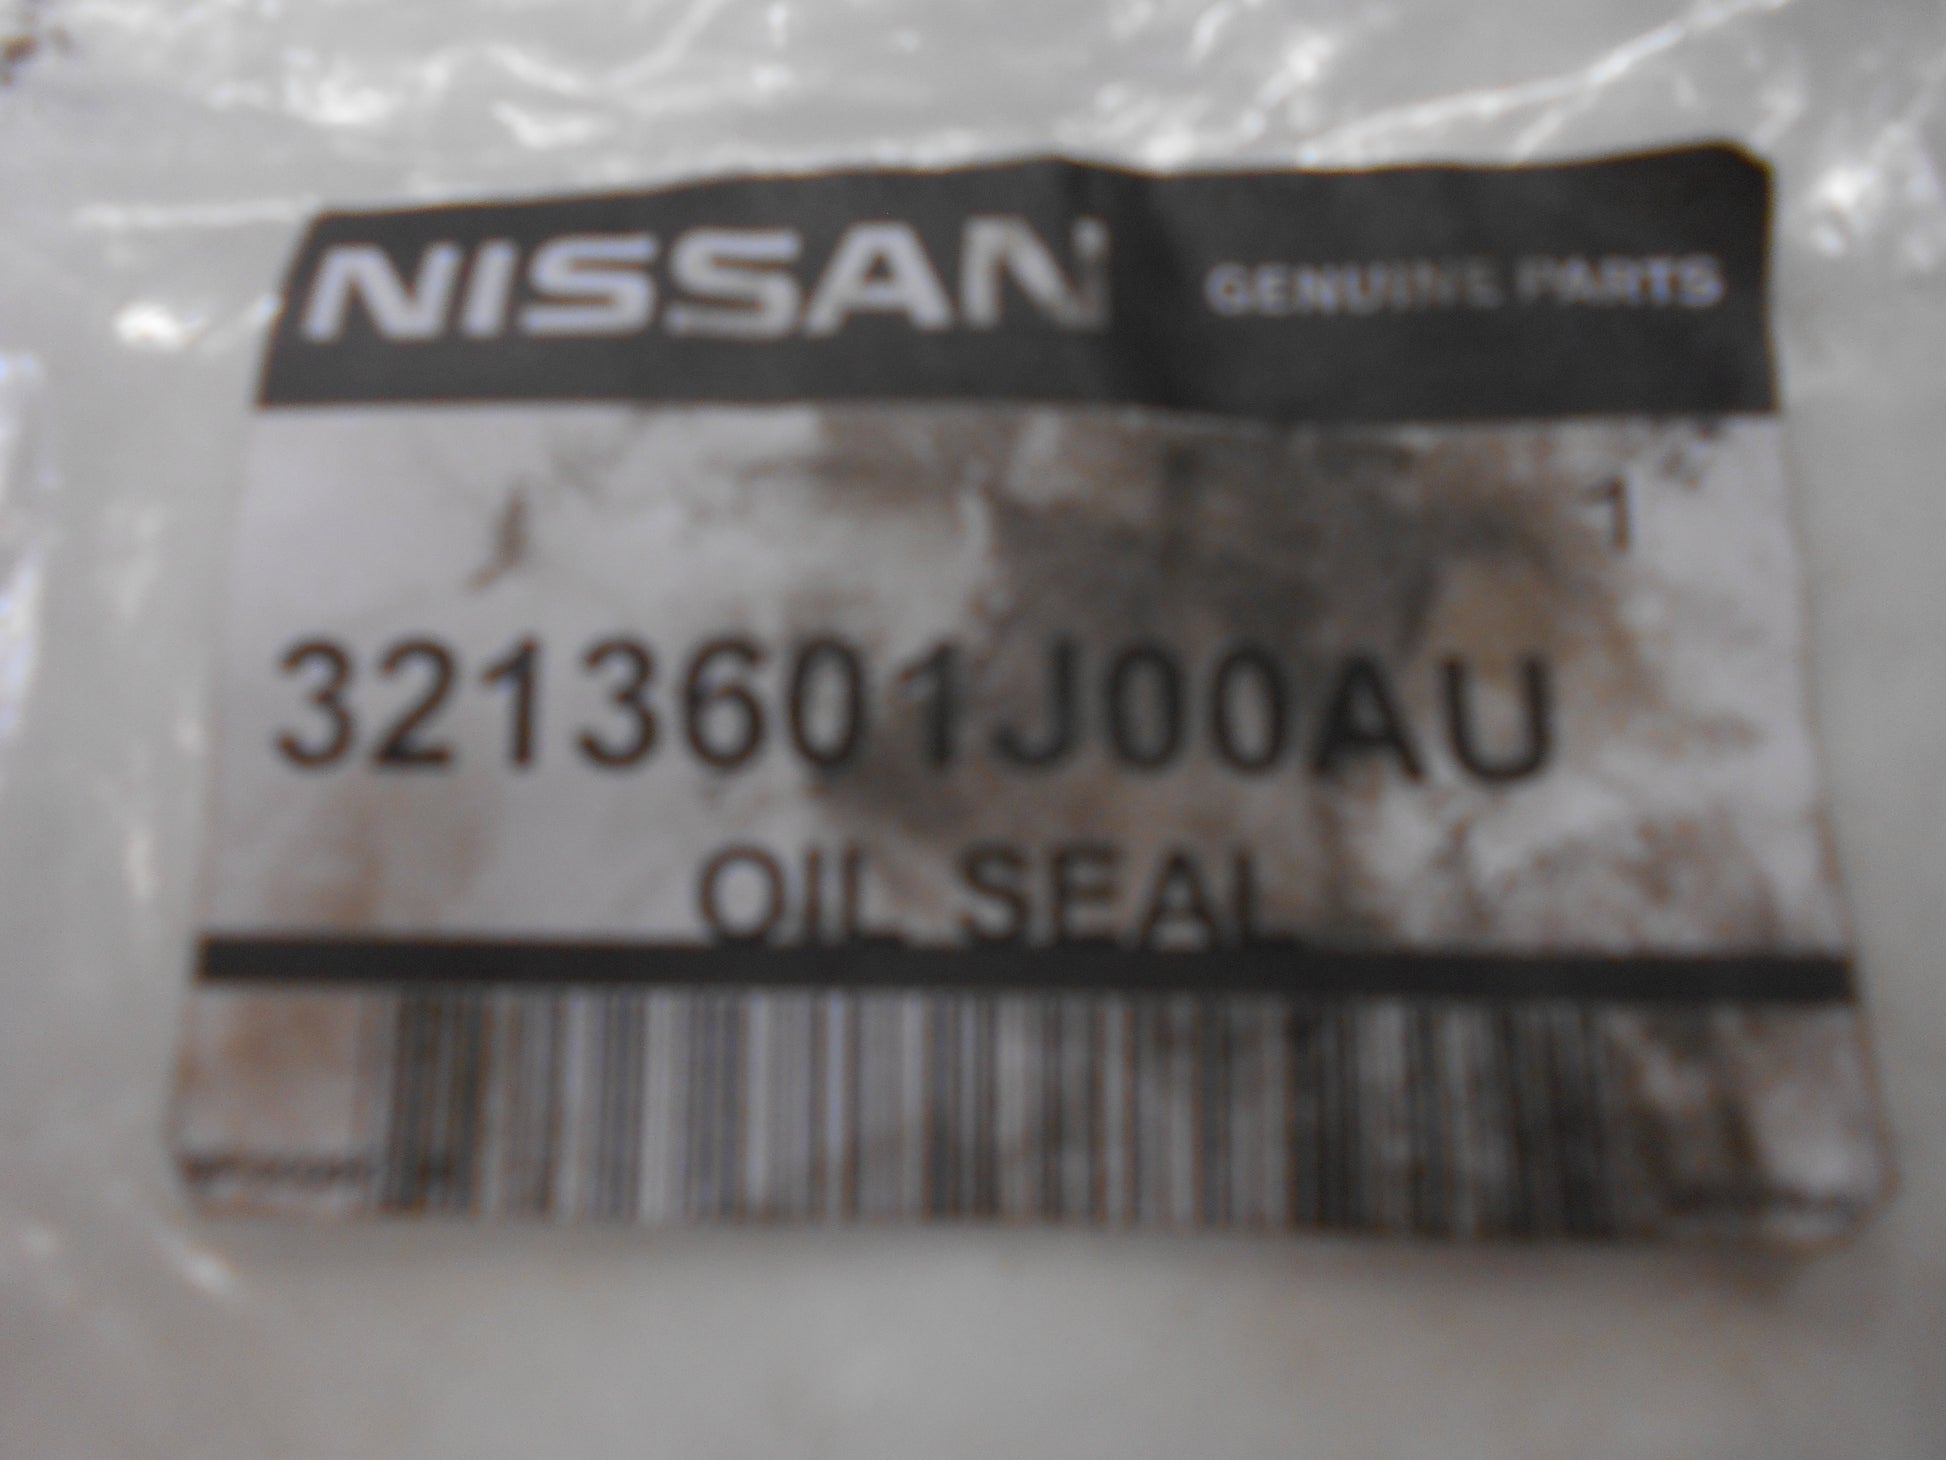 NISSAN GENUINE PARTS
1
3213601J00AU
OIL SEAL